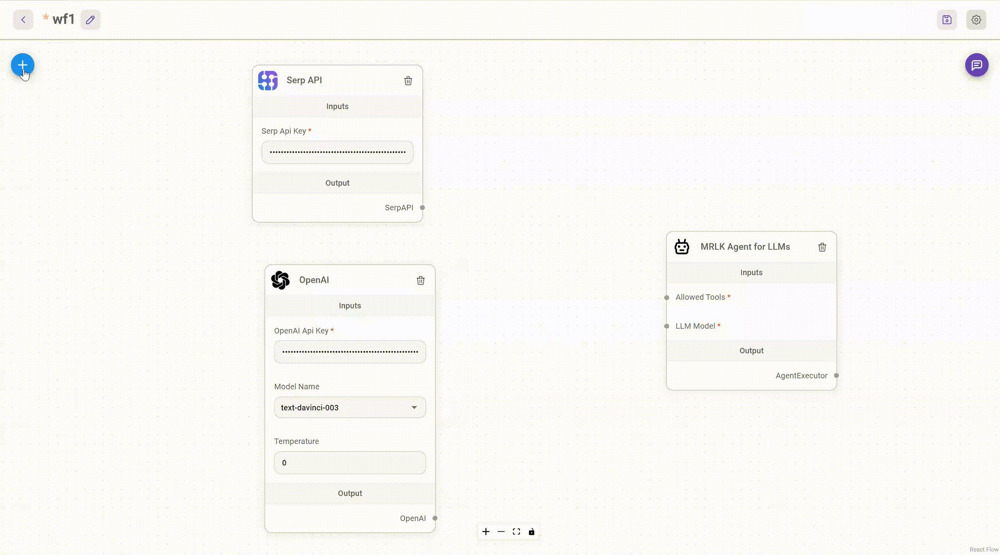 * wf1
Serp API
Inputs
Serp Api Key *
••••••••••••••••••••••••••••••••••••••••••••••••
Output
SerpAPI
OpenAI
Inputs
OpenAI Api Key *
••••••••••••••••••••••••••••••••••••••••••••••••
Model Name
text-davinci-003
Temperature
0
Output
OpenAI
MRLK Agent for LLMs
Inputs
Allowed Tools *
LLM Model *
Output
AgentExecutor
React Flow